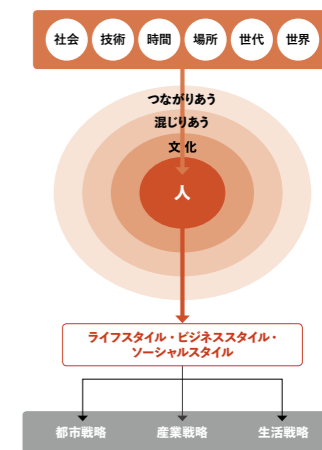 社会 技術 時間 場所 世代 世界
つながりあう
混じりあう
文化
人
ライフスタイル・ビジネススタイル・
ソーシャルスタイル
都市戦略 産業戦略 生活戦略